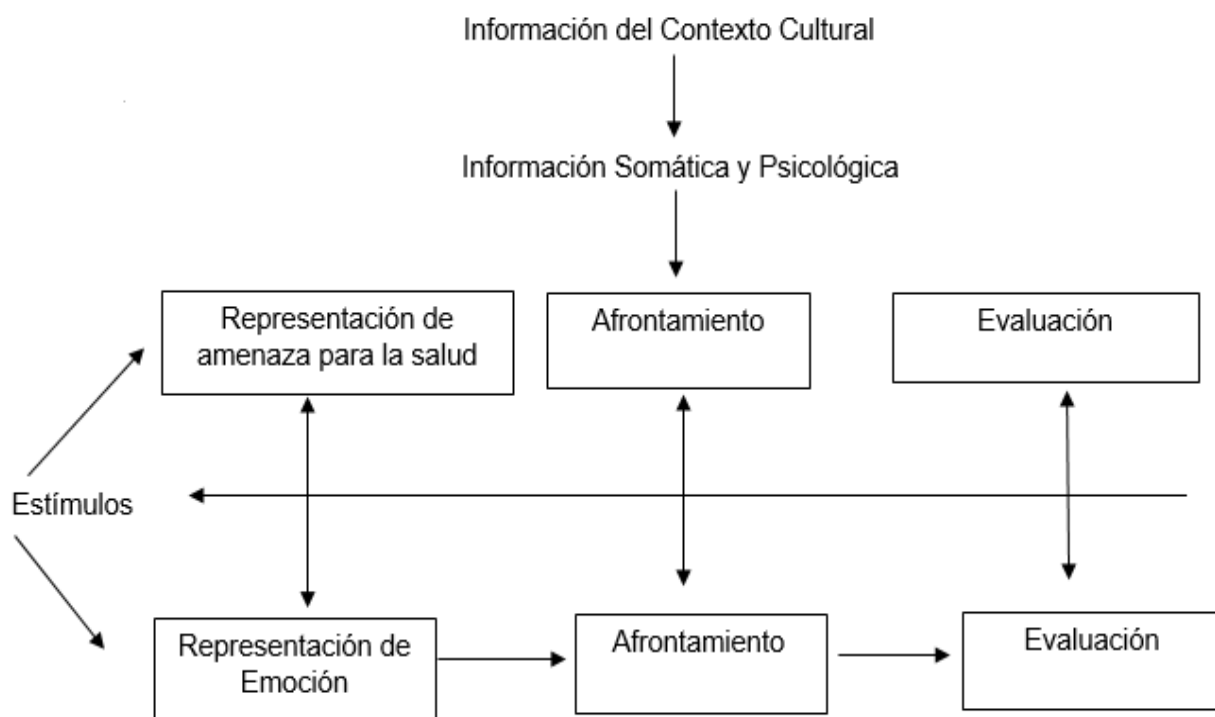 Información del Contexto Cultural
Información Somática y Psicológica
Representación de
amenaza para la salud
Afrontamiento
Evaluación
Estímulos
Representación de
Emoción
Afrontamiento
Evaluación